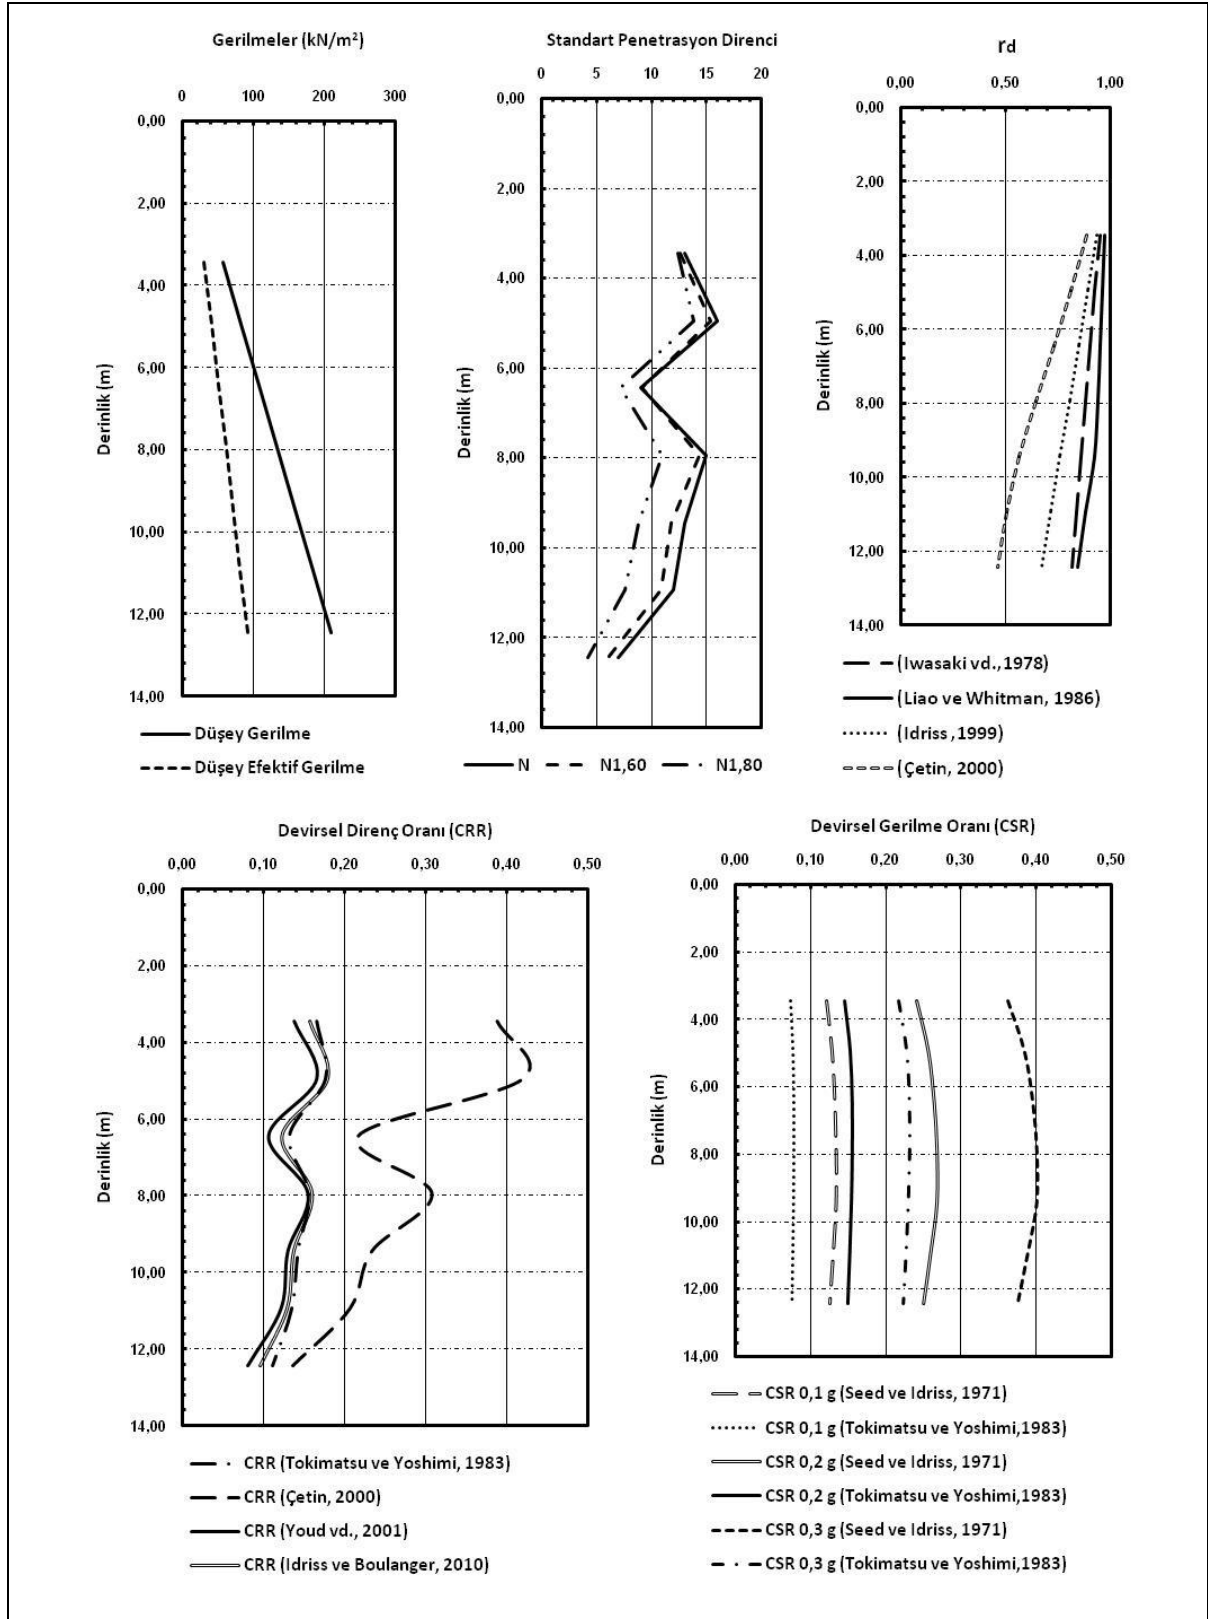 Gerilmeler (kN/m²)
0 100 200 300
0,00
2,00
4,00
6,00
8,00
10,00
12,00
14,00
Derinlik (m)
Düşey Gerilme
Düşey Efektif Gerilme
Standart Penetrasyon Direnci
0 5 10 15 20
0,00
2,00
4,00
6,00
8,00
10,00
12,00
14,00
Derinlik (m)
N N1,60 N1,80
rd
0,00 0,50 1,00
0,00
2,00
4,00
6,00
8,00
10,00
12,00
14,00
Derinlik (m)
(Iwasaki vd.,1978)
(Liao ve Whitman, 1986)
(Idriss ,1999)
(Çetin, 2000)
Devirsel Direnç Oranı (CRR)
0,00 0,10 0,20 0,30 0,40 0,50
0,00
2,00
4,00
6,00
8,00
10,00
12,00
14,00
Derinlik (m)
CRR (Tokimatsu ve Yoshimi, 1983)
CRR (Çetin, 2000)
CRR (Youd vd., 2001)
CRR (Idriss ve Boulanger, 2010)
Devirsel Gerilme Oranı (CSR)
0,00 0,10 0,20 0,30 0,40 0,50
0,00
2,00
4,00
6,00
8,00
10,00
12,00
14,00
Derinlik (m)
CSR 0,1 g (Seed ve Idriss, 1971)
CSR 0,1 g (Tokimatsu ve Yoshimi,1983)
CSR 0,2 g (Seed ve Idriss, 1971)
CSR 0,2 g (Tokimatsu ve Yoshimi,1983)
CSR 0,3 g (Seed ve Idriss, 1971)
CSR 0,3 g (Tokimatsu ve Yoshimi,1983)